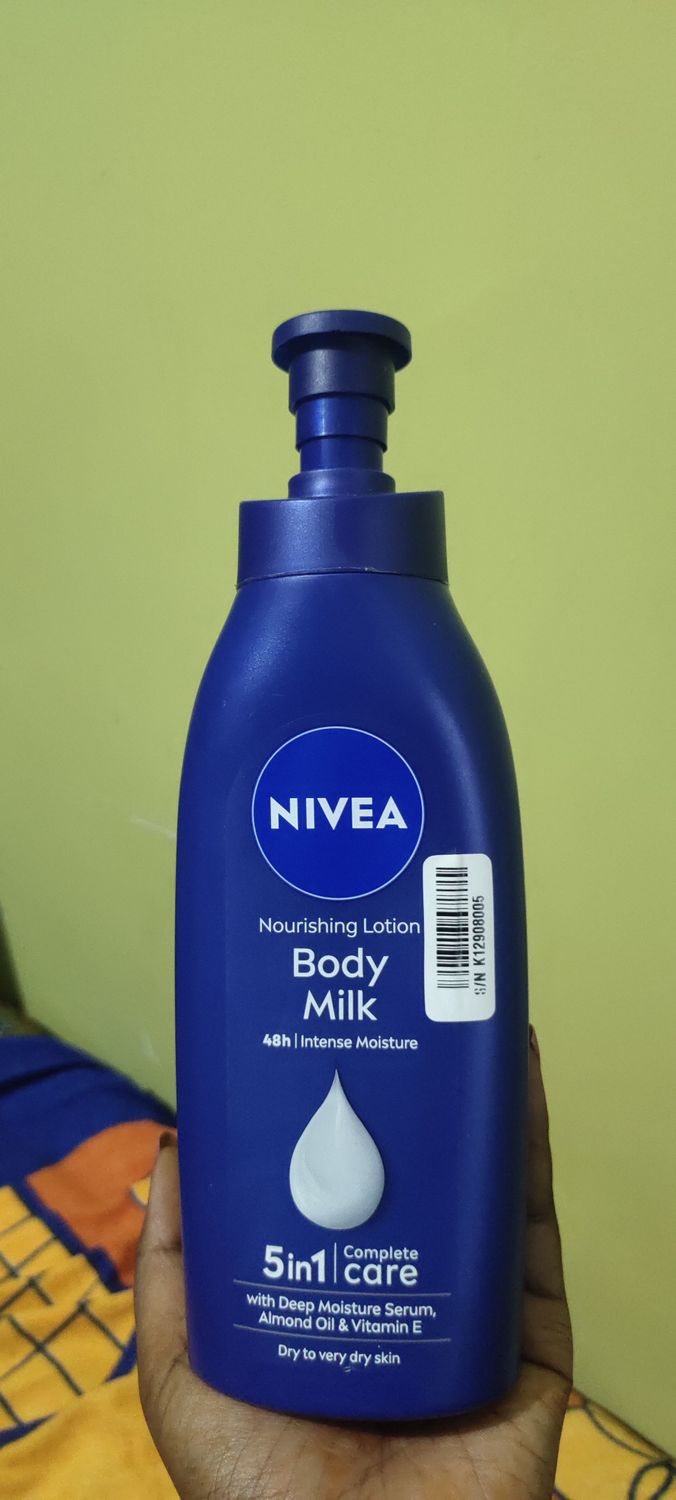 NIVEA
Nourishing Lotion
Body
Milk
48h | Intense Moisture
5in1 | Complete care
with Deep Moisture Serum,
Almond Oil & Vitamin E
Dry to very dry skin
S/N K12908005